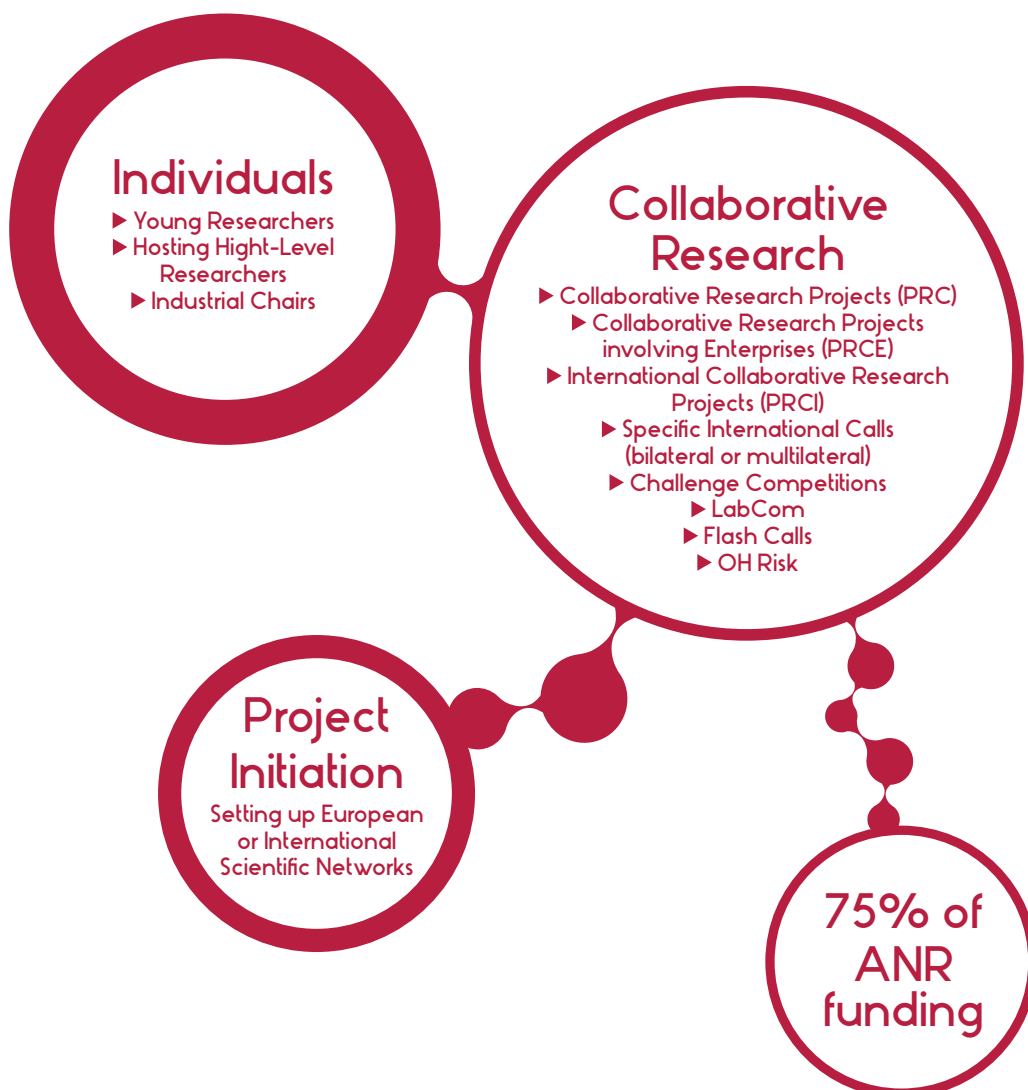 Individuals
▶ Young Researchers
▶ Hosting Hight-Level
Researchers
▶ Industrial Chairs
Collaborative
Research
▶ Collaborative Research Projects (PRC)
▶ Collaborative Research Projects
involving Enterprises (PRCE)
▶ International Collaborative Research
Projects (PRCI)
▶ Specific International Calls
(bilateral or multilateral)
▶ Challenge Competitions
▶ LabCom
▶ Flash Calls
▶ OH Risk
Project
Initiation
Setting up European
or International
Scientific Networks
75% of
ANR
funding